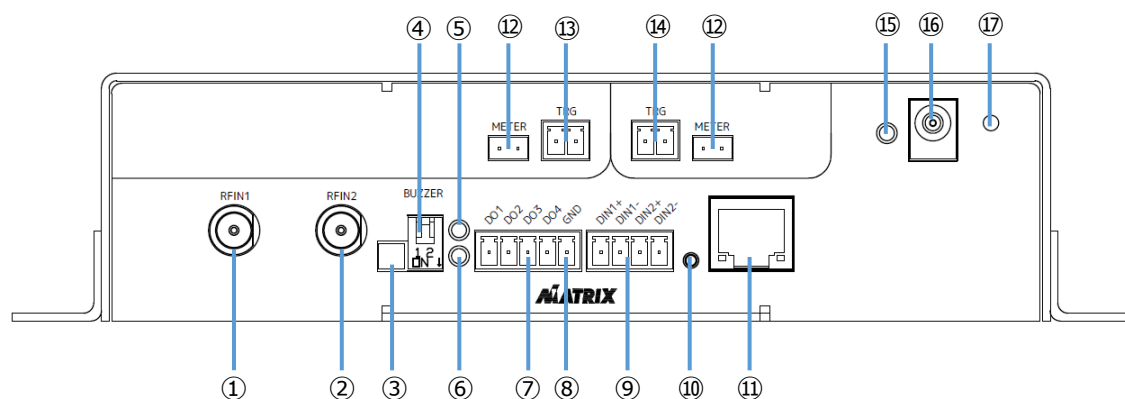 ④ ⑤ ⑫ ⑬ ⑭ ⑫ ⑮ ⑯ ⑰
TRG TRG
METER METER
RFIN1 RFIN2 BUZZER
DO1 DO2 DO3 DO4 GND DIN1+ DIN1- DIN2+ DIN2-
1 2
ON ↓
MATRIX
① ② ③ ⑥ ⑦ ⑧ ⑨ ⑩ ⑪